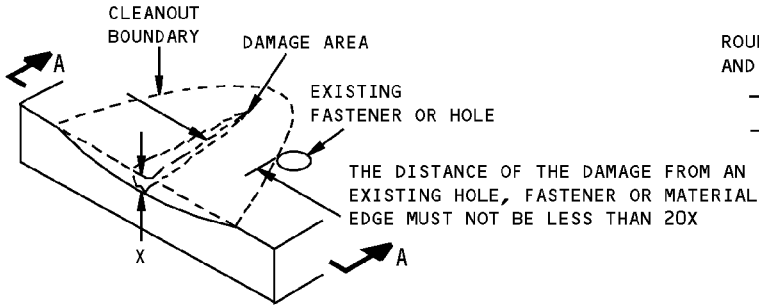 CLEANOUT
BOUNDARY
DAMAGE AREA
A
EXISTING
FASTENER OR HOLE
THE DISTANCE OF THE DAMAGE FROM AN
EXISTING HOLE, FASTENER OR MATERIAL
EDGE MUST NOT BE LESS THAN 20X
X
A
AND